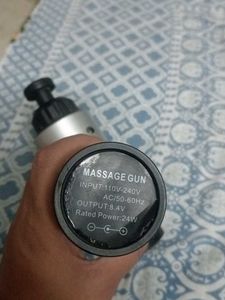 MASSAGE GUN
INPUT:110V-240V
AC/50-60Hz
OUTPUT:8.4V
Rated Power:24W